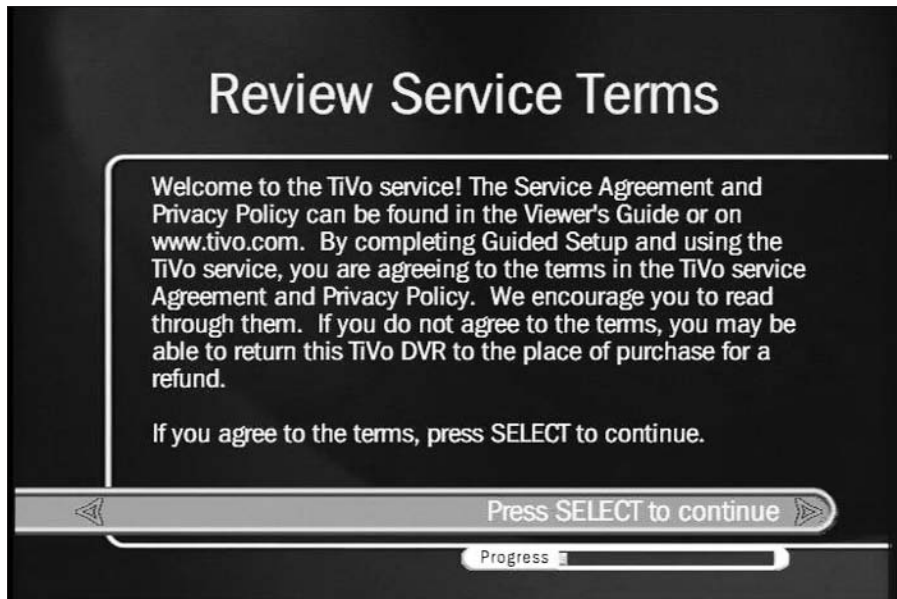 Review Service Terms
Welcome to the TiVo service! The Service Agreement and
Privacy Policy can be found in the Viewer's Guide or on
www.tivo.com.  By completing Guided Setup and using the
TiVo service, you are agreeing to the terms in the TiVo service
Agreement and Privacy Policy.  We encourage you to read
through them.  If you do not agree to the terms, you may be
able to return this TiVo DVR to the place of purchase for a
refund.
If you agree to the terms, press SELECT to continue.
Press SELECT to continue
Progress